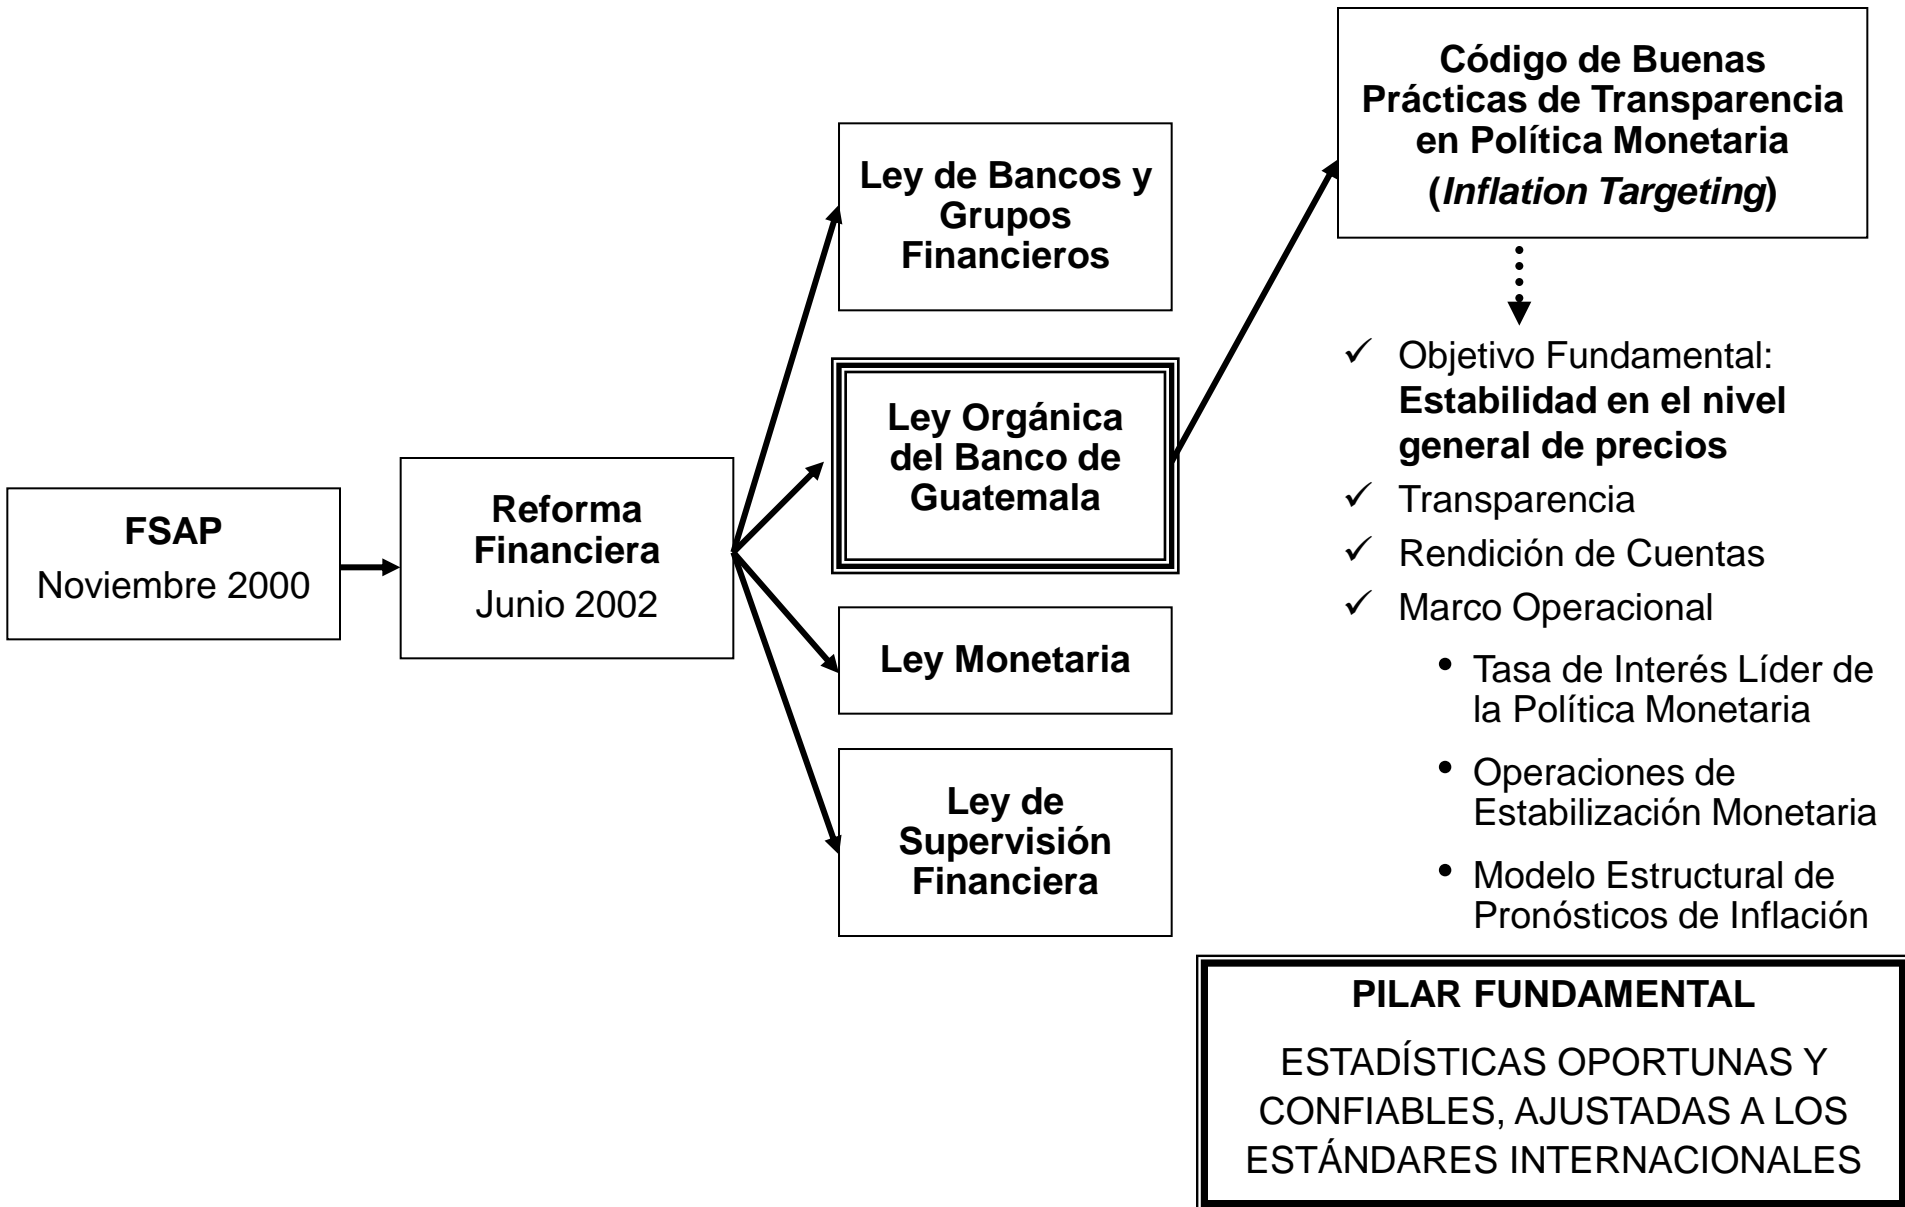 FSAP
Noviembre 2000
Reforma
Financiera
Junio 2002
Ley de Bancos y
Grupos
Financieros
Ley Orgánica
del Banco de
Guatemala
Ley Monetaria
Ley de
Supervisión
Financiera
Código de Buenas
Prácticas de Transparencia
en Política Monetaria
(Inflation Targeting)
✓ Objetivo Fundamental:
Estabilidad en el nivel
general de precios
✓ Transparencia
✓ Rendición de Cuentas
✓ Marco Operacional
• Tasa de Interés Líder de
la Política Monetaria
• Operaciones de
Estabilización Monetaria
• Modelo Estructural de
Pronósticos de Inflación
PILAR FUNDAMENTAL
ESTADÍSTICAS OPORTUNAS Y
CONFIABLES, AJUSTADAS A LOS
ESTÁNDARES INTERNACIONALES